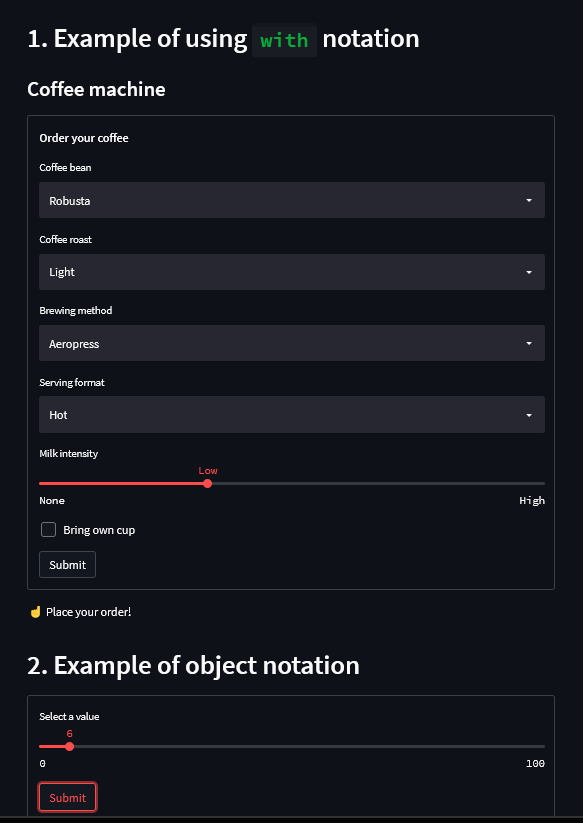 1. Example of using with notation
Coffee machine
Order your coffee
Coffee bean
Robusta
Coffee roast
Light
Brewing method
Aeropress
Serving format
Hot
Milk intensity
Low
None High
Bring own cup
Submit
☝️ Place your order!
2. Example of object notation
Select a value
6
0 100
Submit